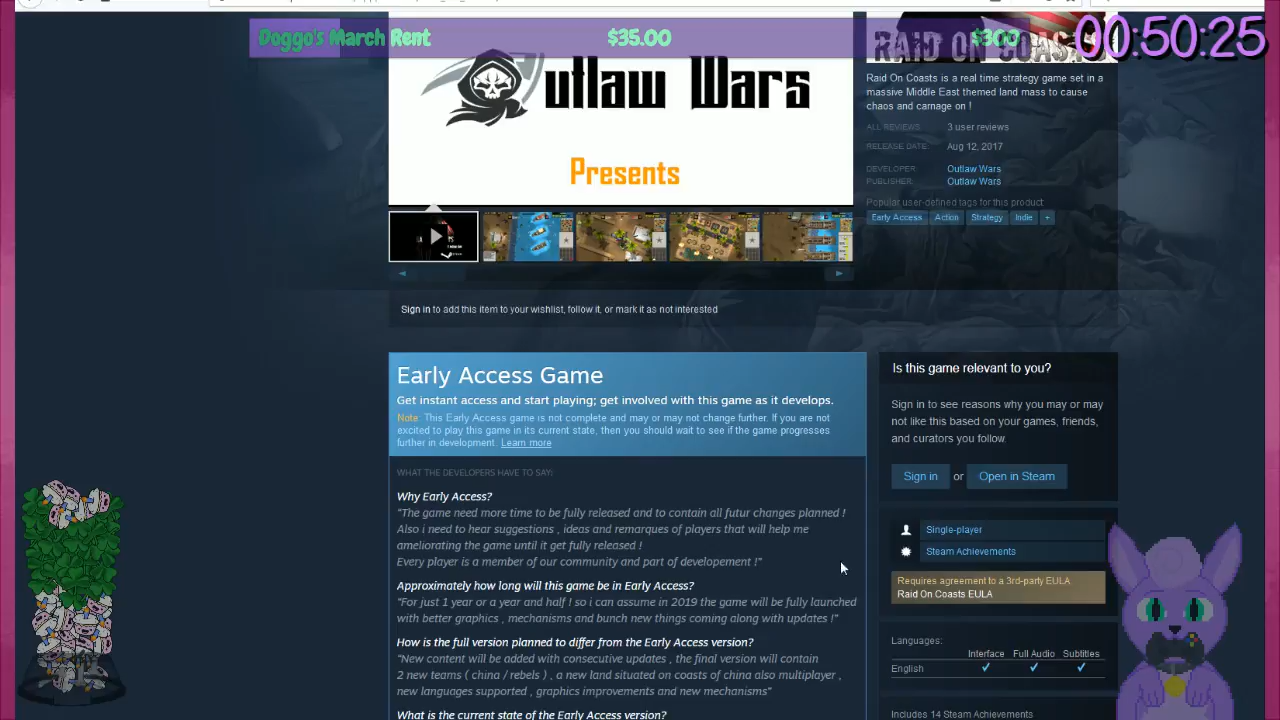 Doggo's March Rent
$35.00
$300
00:50:25
RAID ON COASTS
utlaw Wars
Presents
Raid On Coasts is a real time strategy game set in a
massive Middle East themed land mass to cause
chaos and carnage on !
ALL REVIEWS: 3 user reviews
RELEASE DATE: Aug 12, 2017
DEVELOPER: Outlaw Wars
PUBLISHER: Outlaw Wars
Popular user-defined tags for this product:
Early Access Action Strategy Indie +
Sign in to add this item to your wishlist, follow it, or mark it as not interested
Early Access Game
Get instant access and start playing; get involved with this game as it develops.
Note: This Early Access game is not complete and may or may not change further. If you are not
excited to play this game in its current state, then you should wait to see if the game progresses
further in development. Learn more
WHAT THE DEVELOPERS HAVE TO SAY:
Why Early Access?
“The game need more time to be fully released and to contain all futur changes planned !
Also i need to hear suggestions , ideas and remarques of players that will help me
ameliorating the game until it get fully released !
Every player is a member of our community and part of developement !”
Approximately how long will this game be in Early Access?
“For just 1 year or a year and half ! so i can assume in 2019 the game will be fully launched
with better graphics , mechanisms and bunch new things coming along with updates !”
How is the full version planned to differ from the Early Access version?
“New content will be added with consecutive updates , the final version will contain
2 new teams ( china / rebels ) , a new land situated on coasts of china also multiplayer ,
new languages supported , graphics improvements and new mechanisms”
What is the current state of the Early Access version?
Is this game relevant to you?
Sign in to see reasons why you may or may
not like this based on your games, friends,
and curators you follow.
Sign in or Open in Steam
Single-player
Steam Achievements
Requires agreement to a 3rd-party EULA
Raid On Coasts EULA
Languages:
Interface Full Audio Subtitles
English ✓ ✓ ✓
Includes 14 Steam Achievements